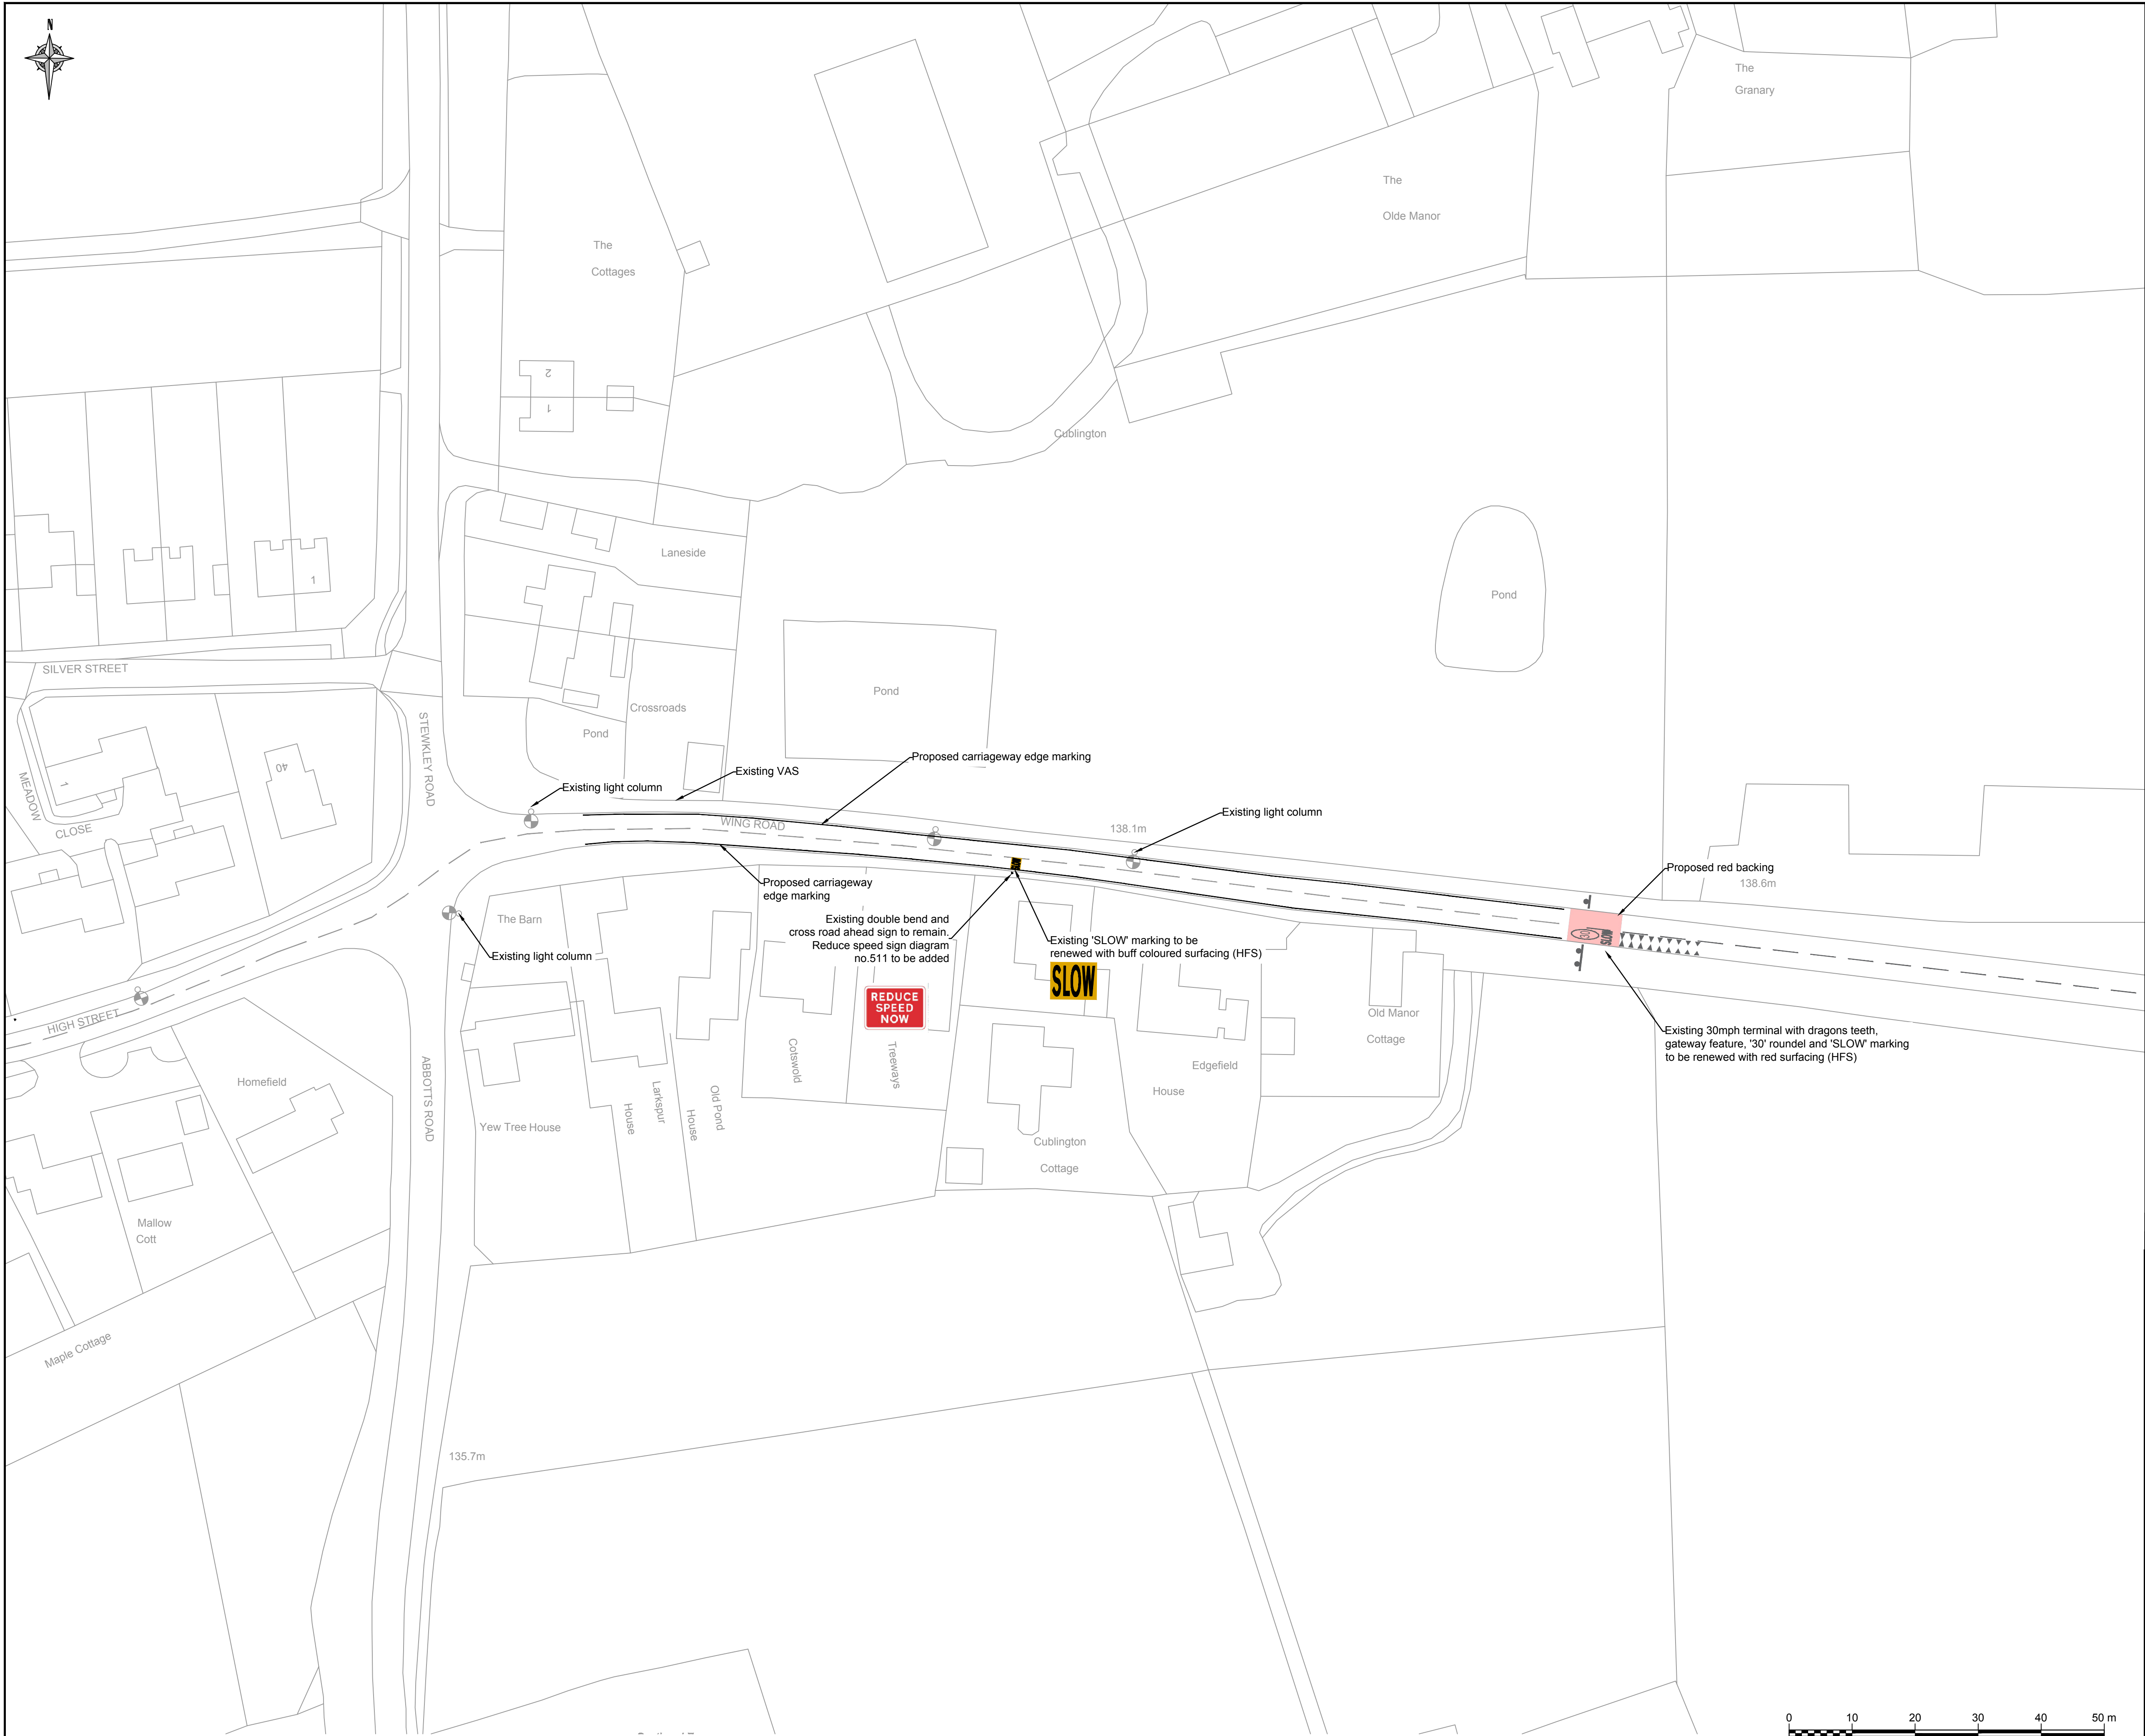 N
The
Granary
The
Olde Manor
The
Cottages
2
1
Cublington
Laneside
1
Pond
SILVER STREET
Pond
Crossroads
Pond
STEWKLEY ROAD
40
1
MEADOW
CLOSE
Proposed carriageway edge marking
Existing VAS
Existing light column
WING ROAD
138.1m
Existing light column
Proposed red backing
138.6m
Proposed carriageway
edge marking
The Barn
Existing double bend and
cross road ahead sign to remain.
Reduce speed sign diagram
no.511 to be added
Existing 'SLOW' marking to be
renewed with buff coloured surfacing (HFS)
SLOW
30
SLOW
Existing light column
REDUCE
SPEED
NOW
HIGH STREET
Old Manor
Cottage
Existing 30mph terminal with dragons teeth,
gateway feature, '30' roundel and 'SLOW' marking
to be renewed with red surfacing (HFS)
Homefield
ABBOTTS ROAD
Yew Tree House
House
Larkspur
House
Old Pond
Cotswold
Treeways
Edgefield
House
Cublington
Cottage
Mallow
Cott
Maple Cottage
135.7m
0 10 20 30 40 50 m